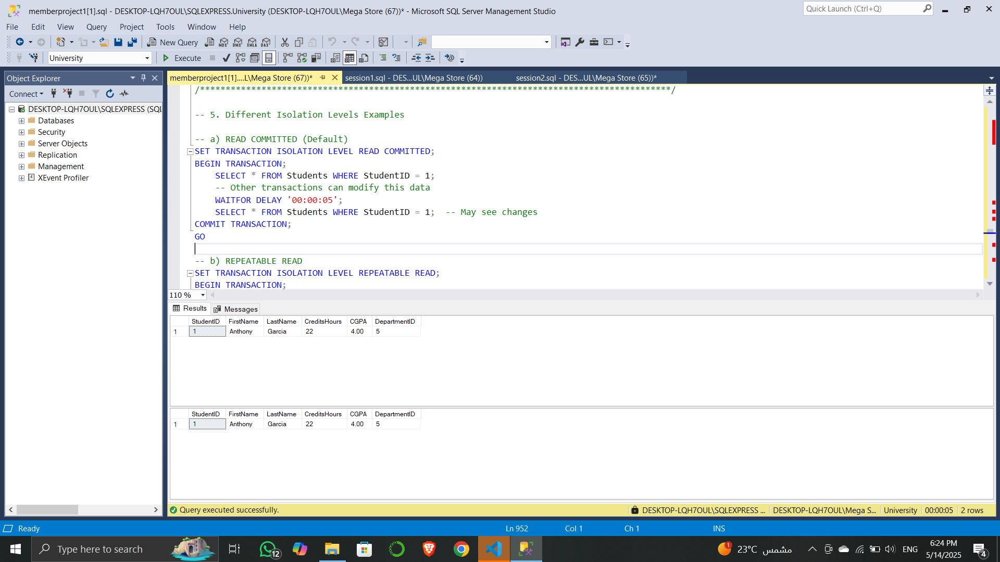 memberproject1[1].sql - DESKTOP-LQH7OUL\SQLEXPRESS.University (DESKTOP-LQH7OUL\Mega Store (67))* - Microsoft SQL Server Management Studio
Quick Launch (Ctrl+Q)
File Edit View Query Project Tools Window Help
New Query MDX DMX XMLA DAX
University Execute
Object Explorer
memberproject1[1]....L\Mega Store (67))* session1.sql - DES...UL\Mega Store (64)) session2.sql - DES...UL\Mega Store (65))*
Connect
DESKTOP-LQH7OUL\SQLEXPRESS (SQL
Databases
Security
Server Objects
Replication
Management
XEvent Profiler
-- 5. Different Isolation Levels Examples
-- a) READ COMMITTED (Default)
SET TRANSACTION ISOLATION LEVEL READ COMMITTED;
BEGIN TRANSACTION;
SELECT * FROM Students WHERE StudentID = 1;
-- Other transactions can modify this data
WAITFOR DELAY '00:00:05';
SELECT * FROM Students WHERE StudentID = 1;  -- May see changes
COMMIT TRANSACTION;
GO
-- b) REPEATABLE READ
SET TRANSACTION ISOLATION LEVEL REPEATABLE READ;
BEGIN TRANSACTION;
110 %
Results Messages
StudentID FirstName LastName CreditsHours CGPA DepartmentID
1 1 Anthony Garcia 22 4.00 5
StudentID FirstName LastName CreditsHours CGPA DepartmentID
1 1 Anthony Garcia 22 4.00 5
Query executed successfully. DESKTOP-LQH7OUL\SQLEXPRESS ... DESKTOP-LQH7OUL\Mega S... University 00:00:05 2 rows
Ready Ln 952 Col 1 Ch 1 INS
Type here to search
12
1
23°C مشمس
ENG
6:24 PM
5/14/2025
4